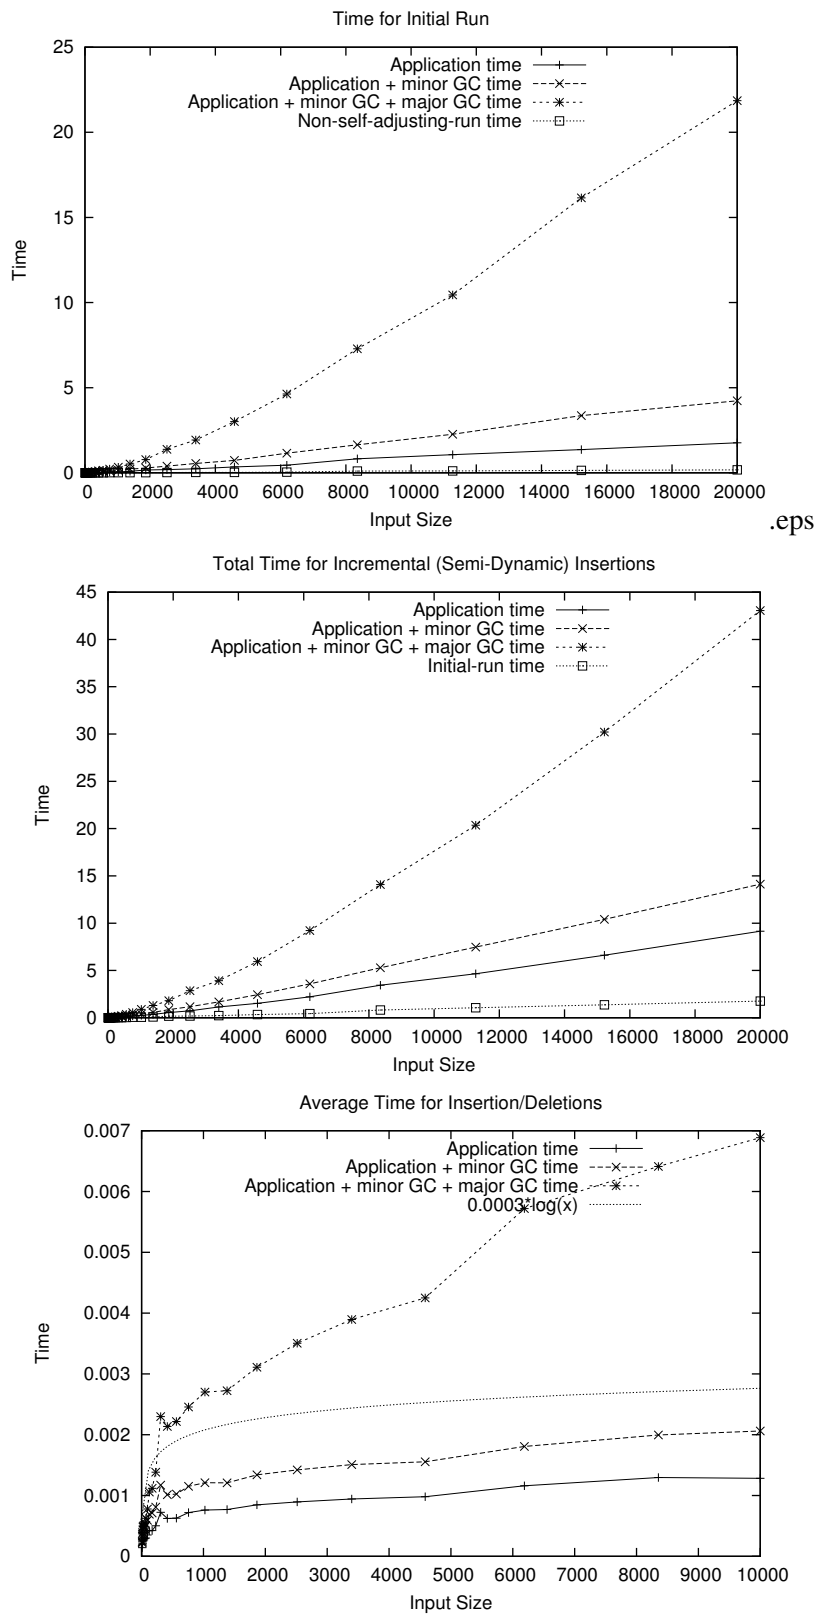 Time for Initial Run
25
Application time
Application + minor GC time
Application + minor GC + major GC time
Non-self-adjusting-run time
20
15
Time
10
5
0
0 2000 4000 6000 8000 10000 12000 14000 16000 18000 20000
Input Size
.eps
Total Time for Incremental (Semi-Dynamic) Insertions
45
Application time
Application + minor GC time
Application + minor GC + major GC time
Initial-run time
40
35
30
25
Time
20
15
10
5
0
0 2000 4000 6000 8000 10000 12000 14000 16000 18000 20000
Input Size
Average Time for Insertion/Deletions
0.007
Application time
Application + minor GC time
Application + minor GC + major GC time
0.0003*log(x)
0.006
0.005
0.004
Time
0.003
0.002
0.001
0
0 1000 2000 3000 4000 5000 6000 7000 8000 9000 10000
Input Size